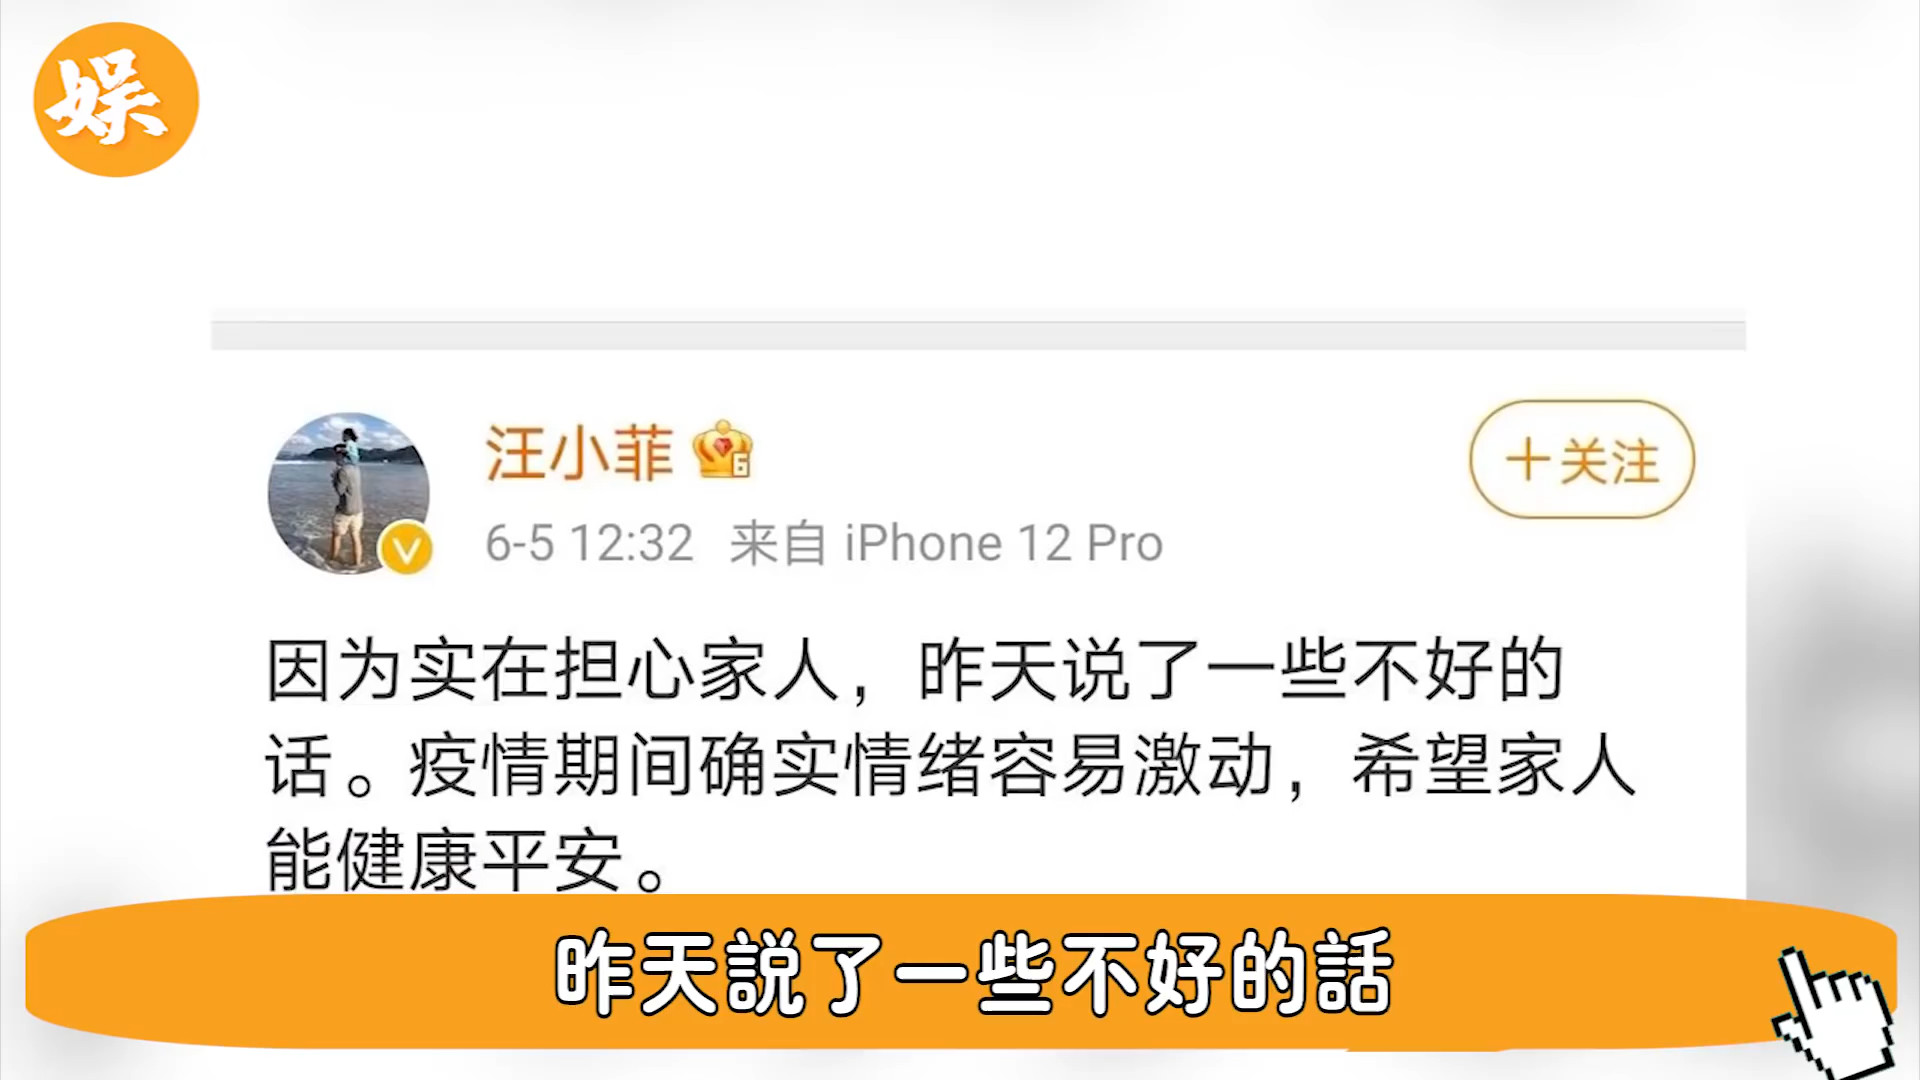 娱
汪小菲 6
+关注
6-5 12:32 来自 iPhone 12 Pro
因为实在担心家人，昨天说了一些不好的
话。疫情期间确实情绪容易激动，希望家人
能健康平安。
昨天説了一些不好的話